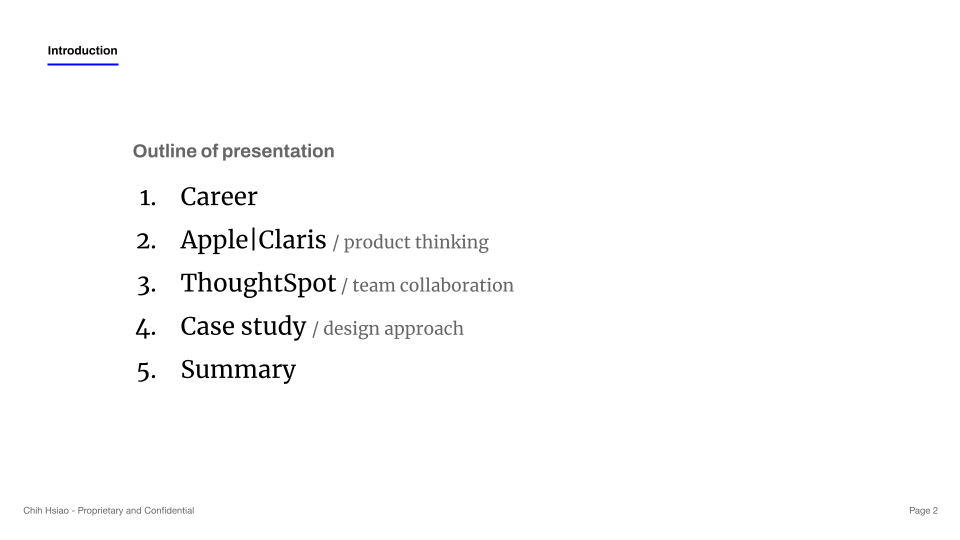 Introduction
Outline of presentation
1. Career
2. Apple|Claris / product thinking
3. ThoughtSpot / team collaboration
4. Case study / design approach
5. Summary
Chih Hsiao - Proprietary and Confidential
Page 2